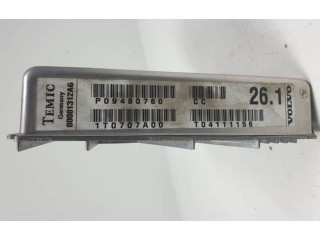 TEMIC
Germany
00001312A6
P09480760 CC
26.1
VOLVO
1T0707A00 T04111156